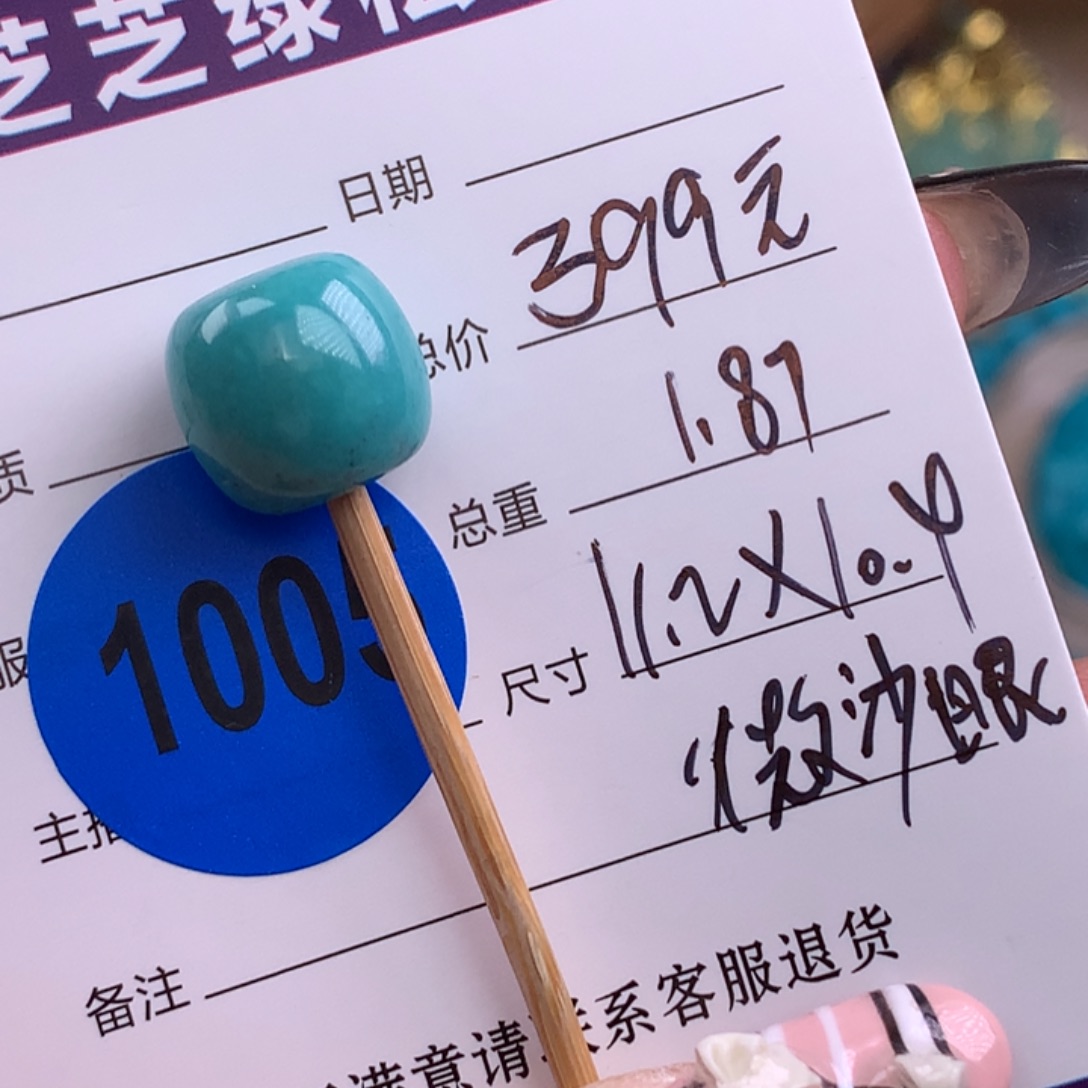 芝芝绿松
日期
总价 399元
质
总重 1.87
1005
服
尺寸 11.2X10.4
微沙眼
主播
备注
满意请联系客服退货